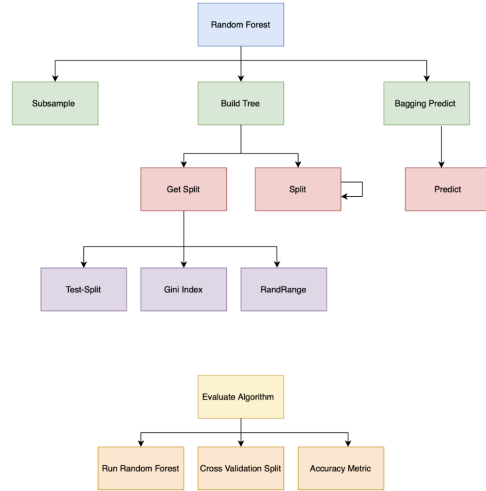 Random Forest
Subsample
Build Tree
Bagging Predict
Get Split
Split
Predict
Test-Split
Gini Index
RandRange
Evaluate Algorithm
Run Random Forest
Cross Validation Split
Accuracy Metric